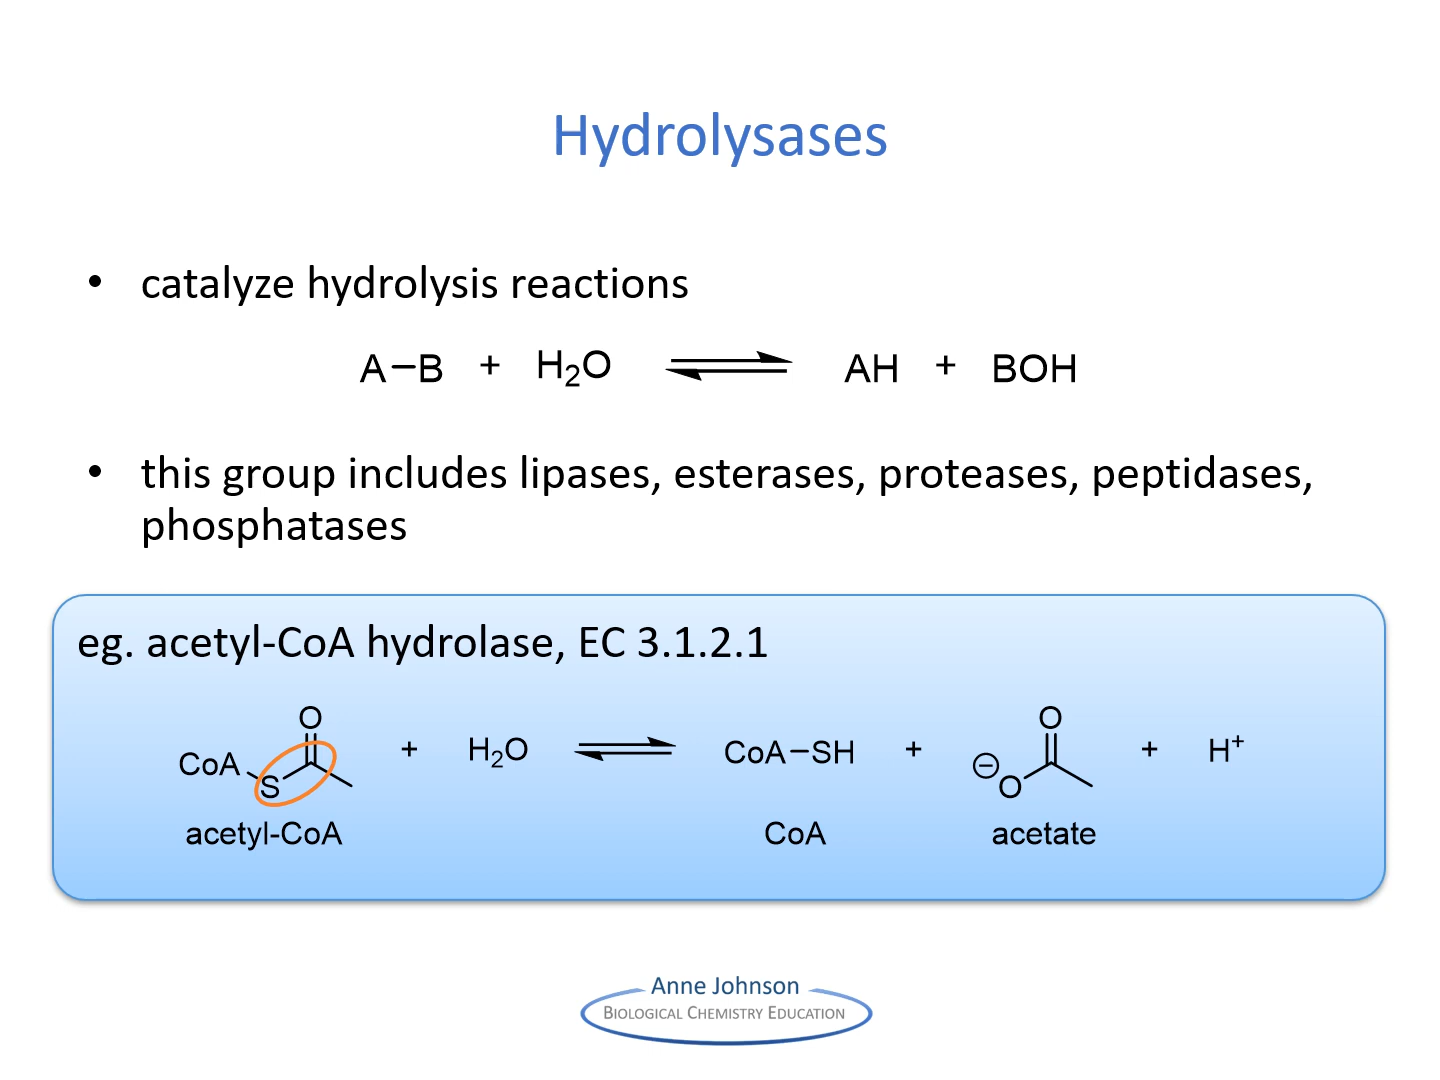 Hydrolysases
• catalyze hydrolysis reactions
A–B + H₂O ⇌ AH + BOH
• this group includes lipases, esterases, proteases, peptidases,
phosphatases
eg. acetyl-CoA hydrolase, EC 3.1.2.1
O O
CoA S + H₂O ⇌ CoA–SH + ⊖ O + H⁺
acetyl-CoA CoA acetate
Anne Johnson
BIOLOGICAL CHEMISTRY EDUCATION